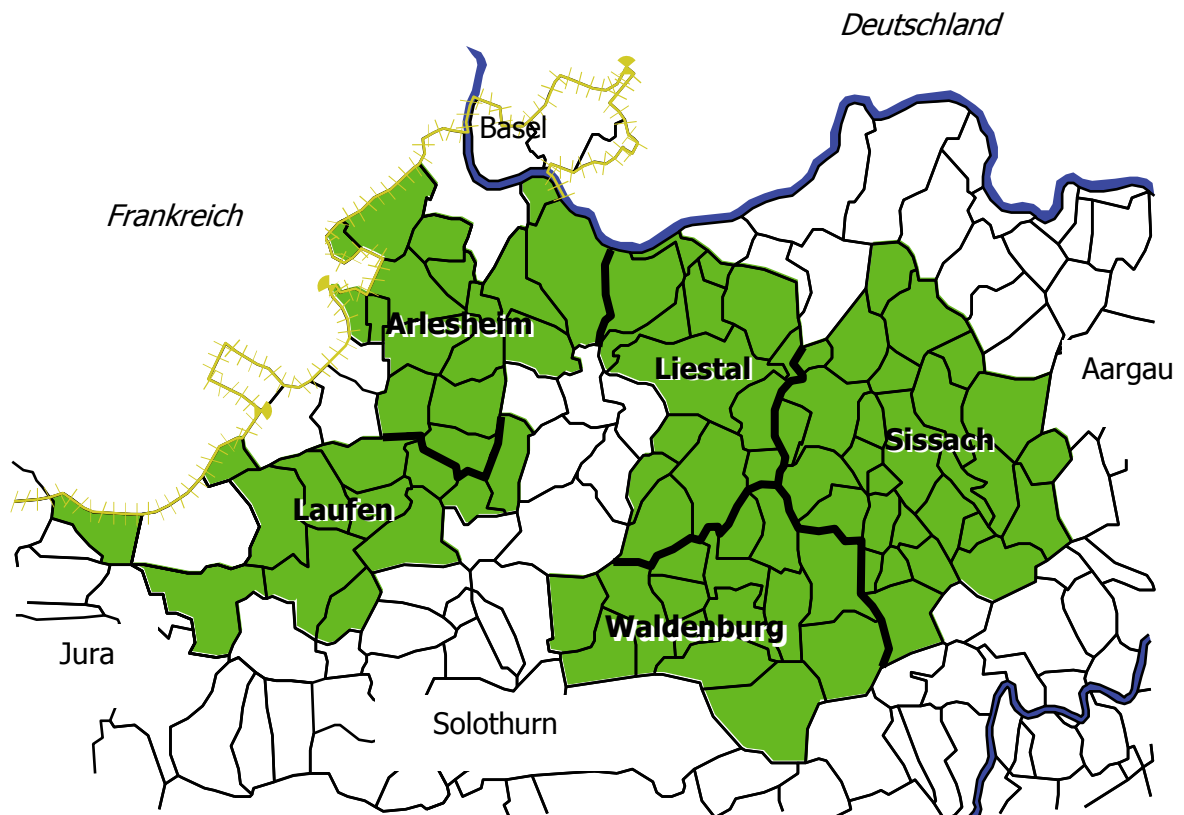 Deutschland
Basel
Frankreich
Arlesheim
Liestal
Aargau
Sissach
Laufen
Waldenburg
Jura
Solothurn